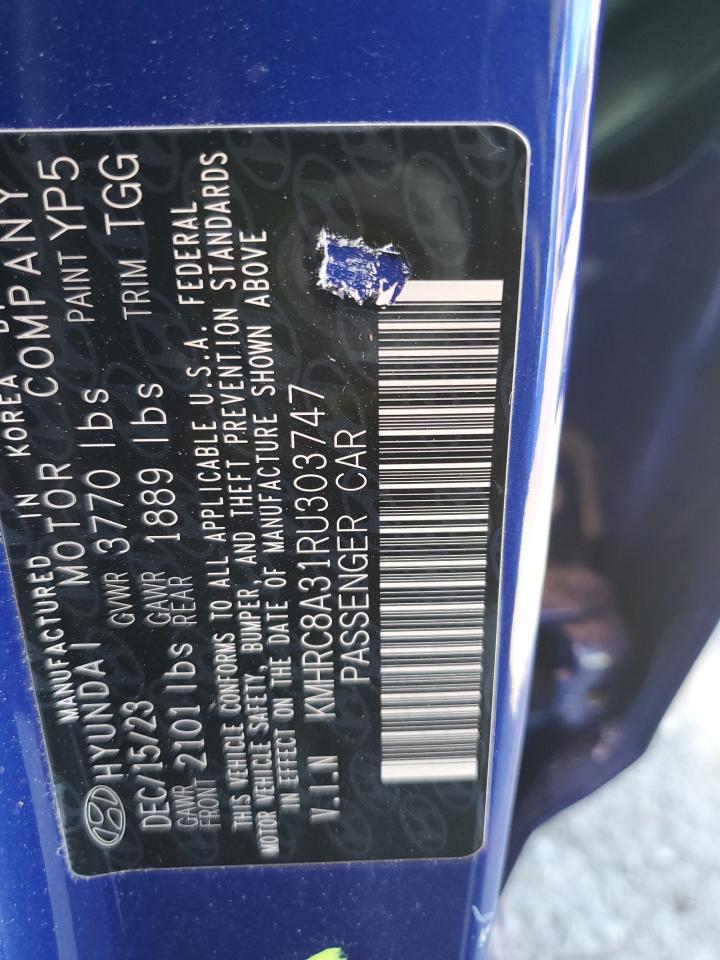 MANUFACTURED IN KOREA
HYUNDAI MOTOR COMPANY
DEC/15/23 GVWR 3770 lbs PAINT YP5
GAWR FRONT 2101 lbs GAWR REAR 1889 lbs TRIM TGG
THIS VEHICLE CONFORMS TO ALL APPLICABLE U.S.A. FEDERAL
MOTOR VEHICLE SAFETY, BUMPER, AND THEFT PREVENTION STANDARDS
IN EFFECT ON THE DATE OF MANUFACTURE SHOWN ABOVE
V.I.N KMHRC8A31RU303747
PASSENGER CAR